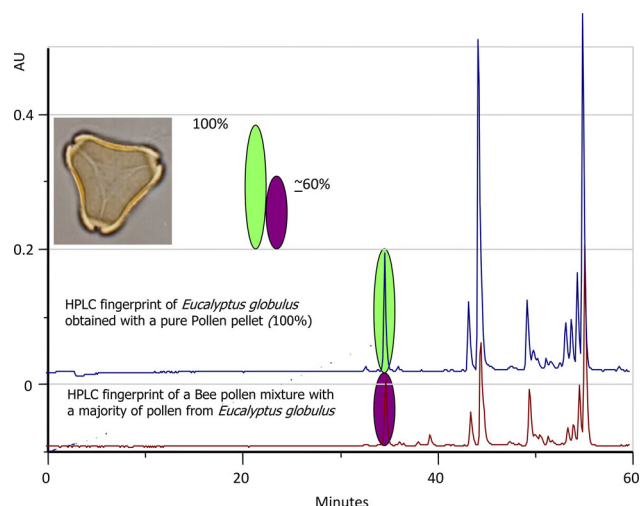 AU
0.4
100%
~60%
0.2
HPLC fingerprint of Eucalyptus globulus
obtained with a pure Pollen pellet (100%)
0
HPLC fingerprint of a Bee pollen mixture with
a majority of pollen from Eucalyptus globulus
0
20
40
60
Minutes